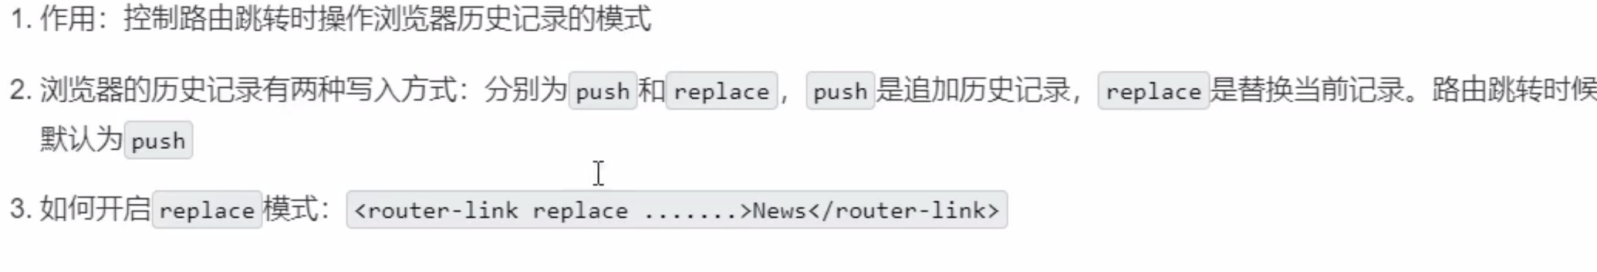 1. 作用：控制路由跳转时操作浏览器历史记录的模式
2. 浏览器的历史记录有两种写入方式：分别为push和replace，push是追加历史记录，replace是替换当前记录。路由跳转时候
默认为push
3. 如何开启replace模式：<router-link replace .......>News</router-link>